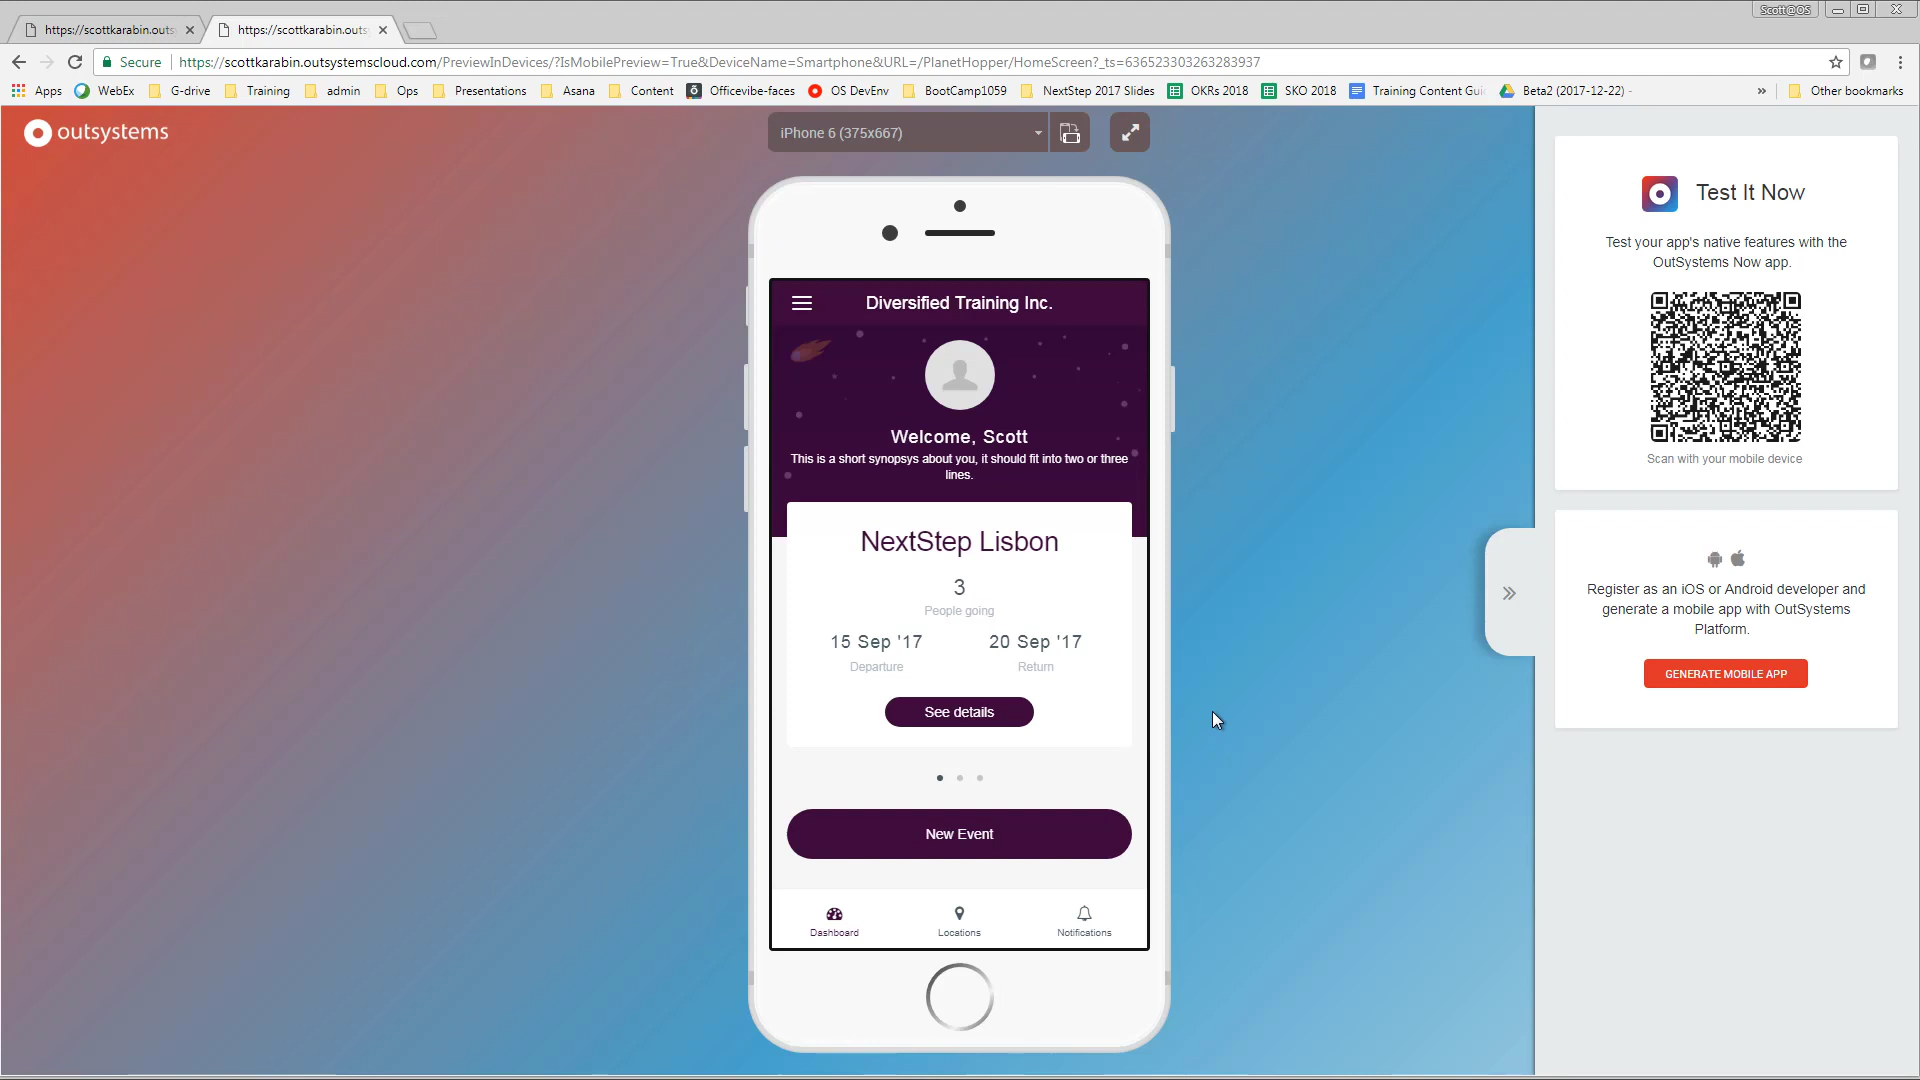 Scott@OS
https://scottkarabin.outs
https://scottkarabin.outs
Secure
https://scottkarabin.outsystemscloud.com/PreviewInDevices/?IsMobilePreview=True&DeviceName=Smartphone&URL=/PlanetHopper/HomeScreen?_ts=636523303263283937
Apps WebEx G-drive Training admin Ops Presentations Asana Content Officevibe-faces OS DevEnv BootCamp1059 NextStep 2017 Slides OKRs 2018 SKO 2018 Training Content Gui Beta2 (2017-12-22) - » Other bookmarks
outsystems
iPhone 6 (375x667)
Diversified Training Inc.
Welcome, Scott
This is a short synopsys about you, it should fit into two or three
lines.
NextStep Lisbon
3
People going
15 Sep '17 20 Sep '17
Departure Return
See details
New Event
Dashboard Locations Notifications
Test It Now
Test your app's native features with the
OutSystems Now app.
Scan with your mobile device
Register as an iOS or Android developer and
generate a mobile app with OutSystems
Platform.
GENERATE MOBILE APP